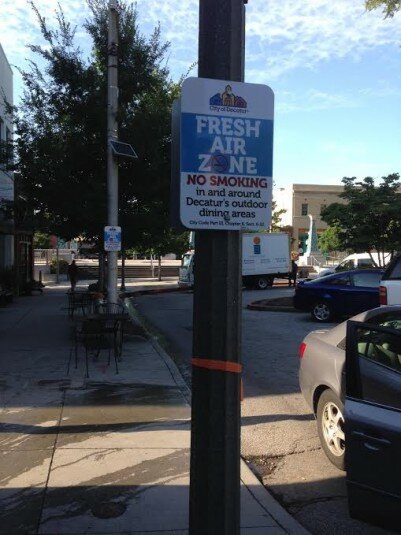 City of Decatur
FRESH
AIR
ZONE
NO SMOKING
in and around
Decatur's outdoor
dining areas